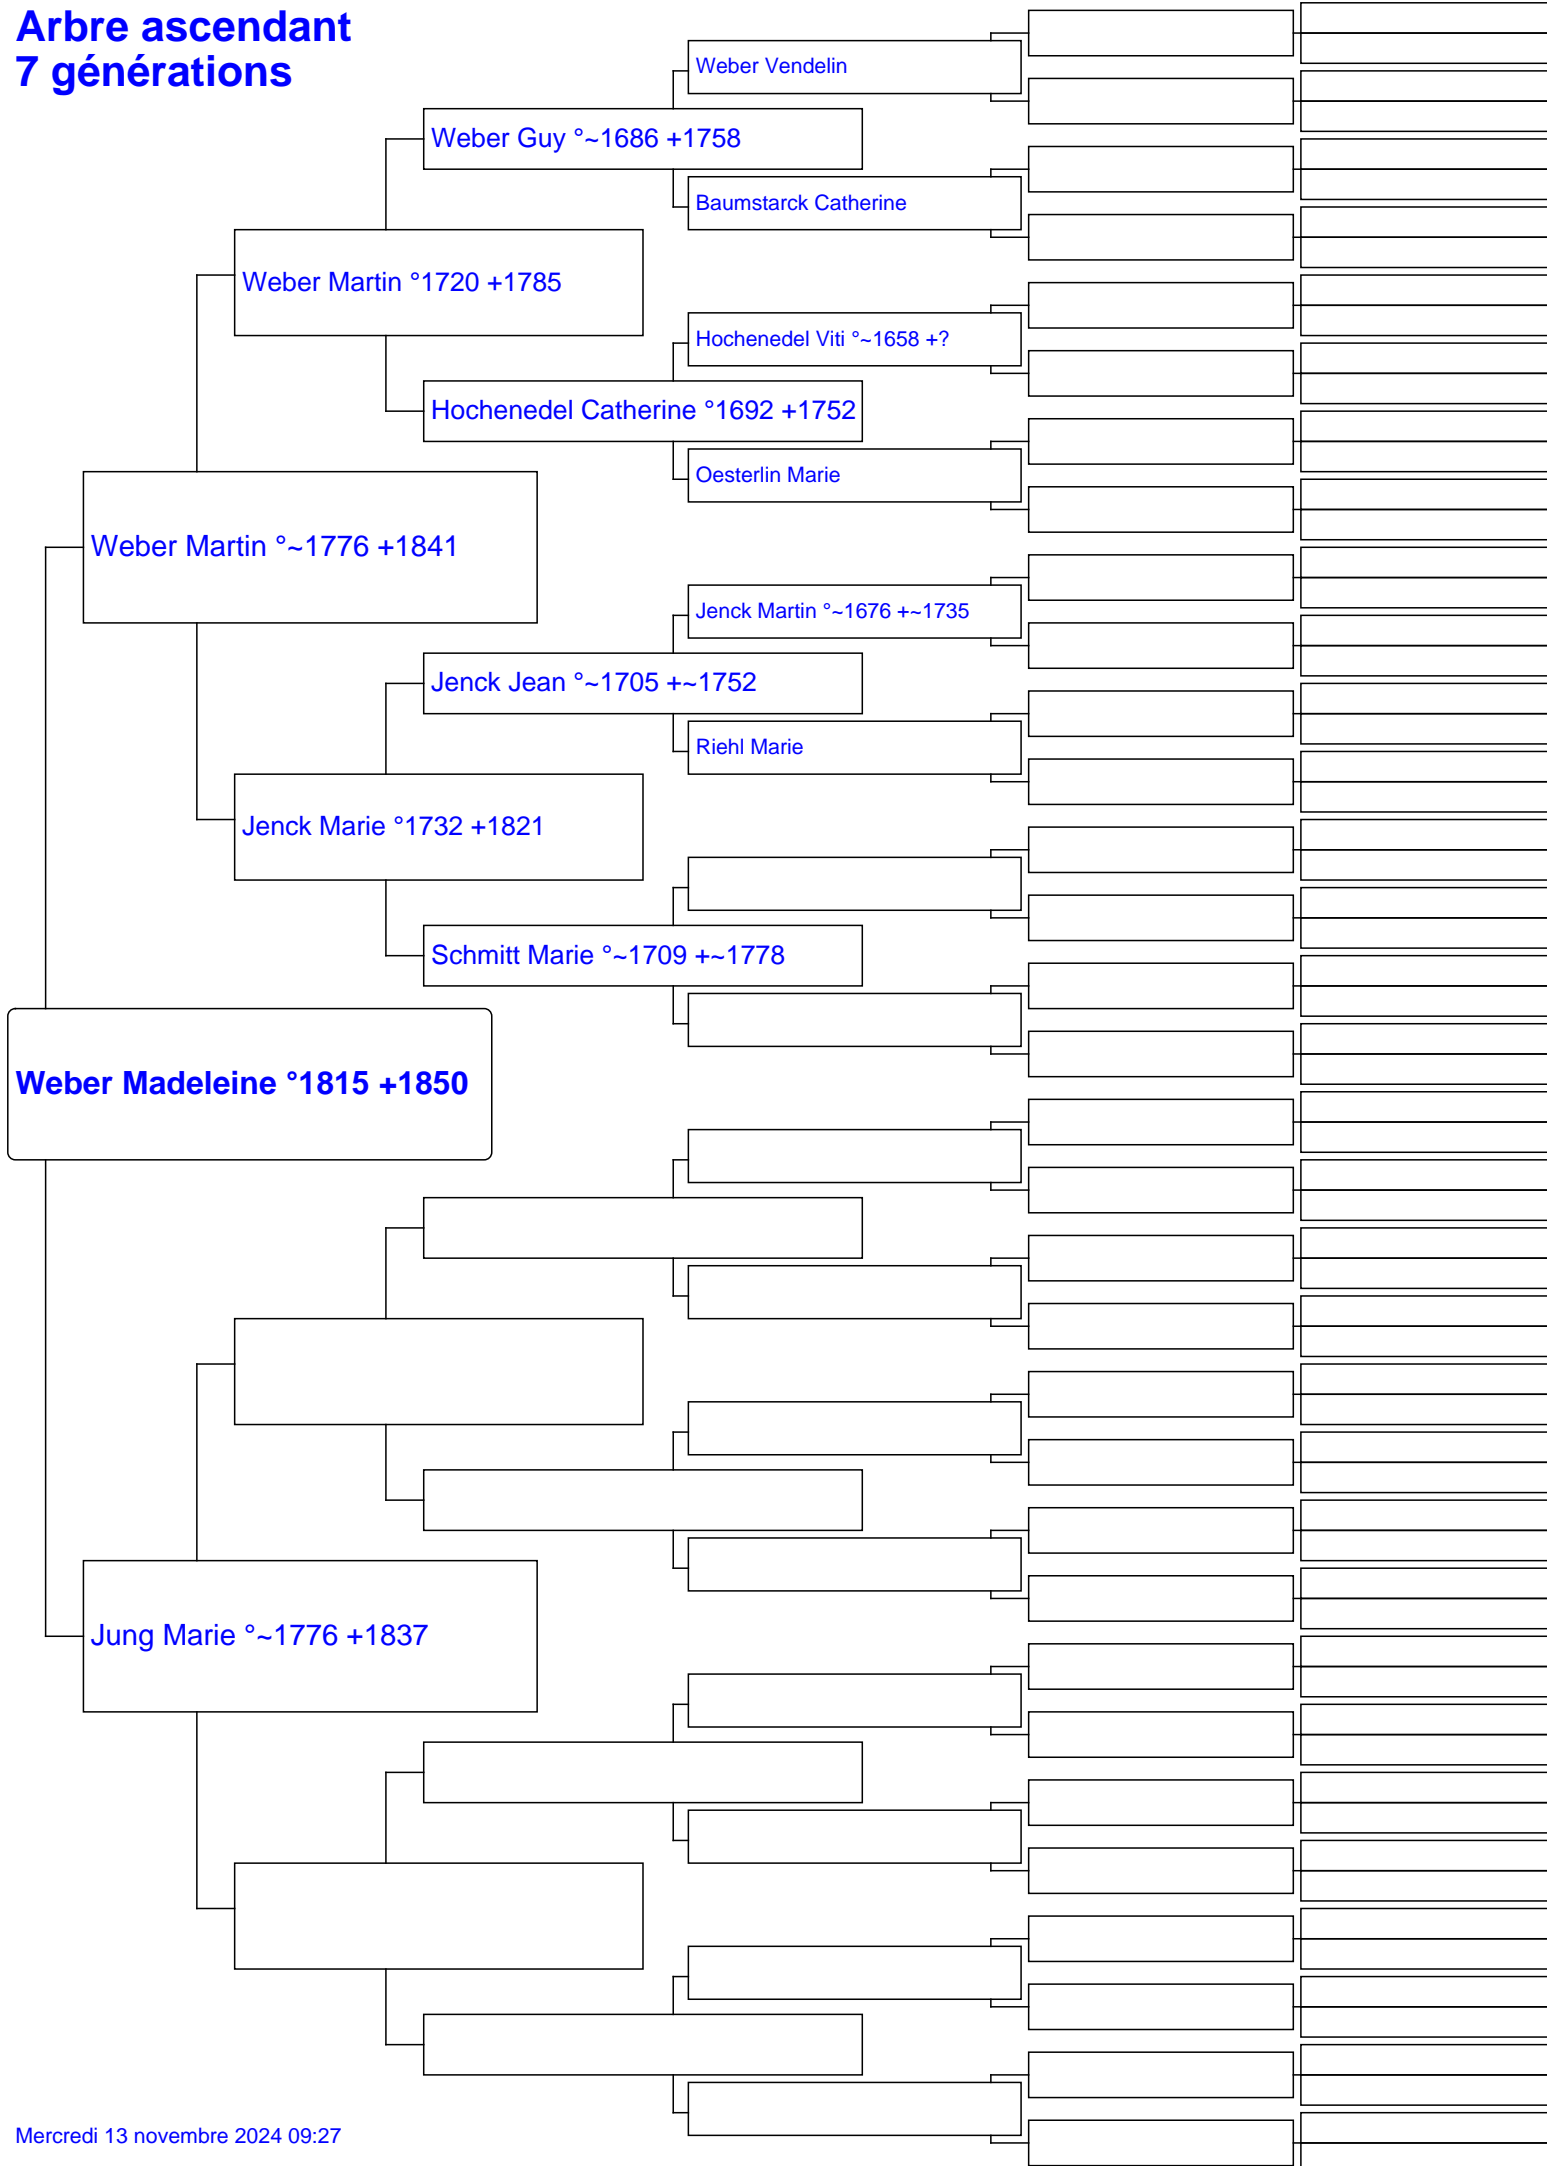 Arbre ascendant
7 générations
Weber Vendelin
Weber Guy °~1686 +1758
Baumstarck Catherine
Weber Martin °1720 +1785
Hochenedel Viti °~1658 +?
Hochenedel Catherine °1692 +1752
Oesterlin Marie
Weber Martin °~1776 +1841
Jenck Martin °~1676 +~1735
Jenck Jean °~1705 +~1752
Riehl Marie
Jenck Marie °1732 +1821
Schmitt Marie °~1709 +~1778
Weber Madeleine °1815 +1850
Jung Marie °~1776 +1837
Mercredi 13 novembre 2024 09:27